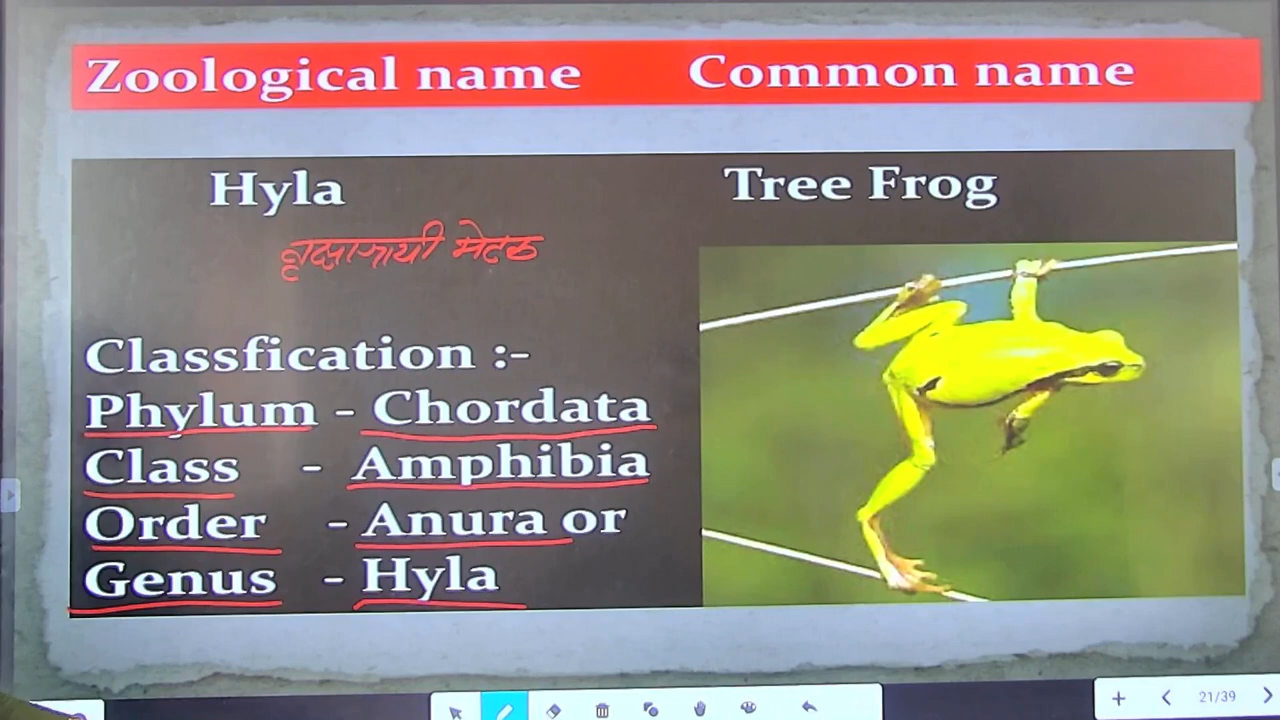 Zoological name Common name
Hyla Tree Frog
वृक्षाश्रयी मेंढक
Classfication :-
Phylum - Chordata
Class - Amphibia
Order - Anura or
Genus - Hyla
21/39